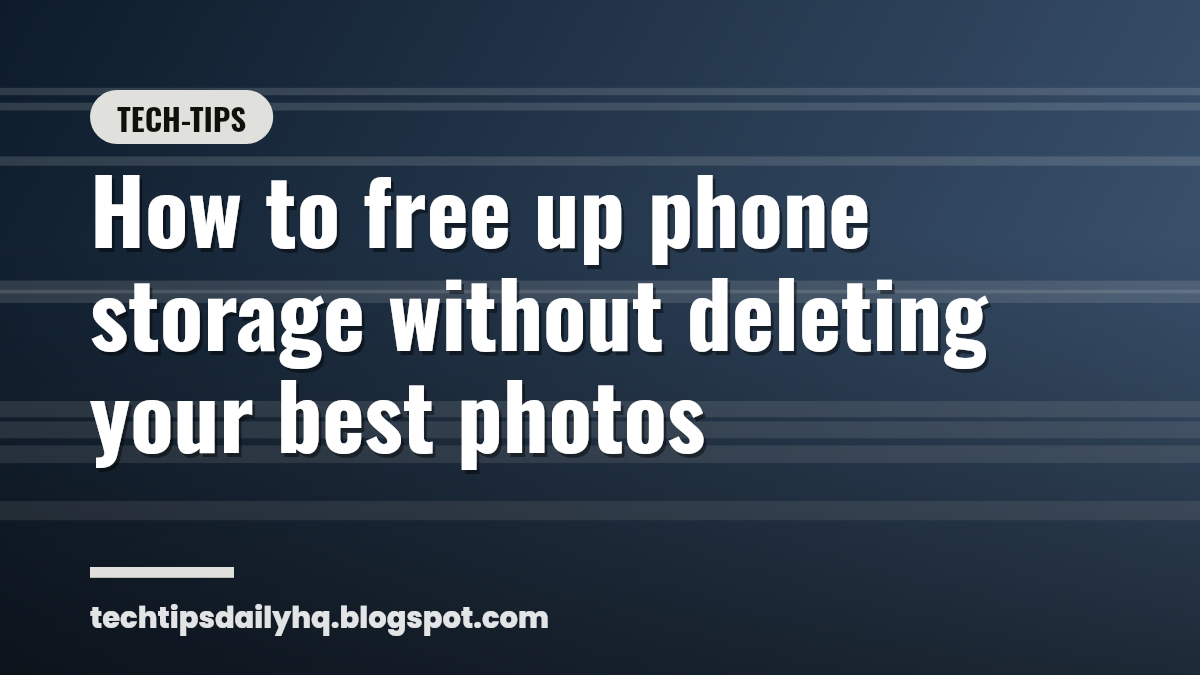 TECH-TIPS
How to free up phone
storage without deleting
your best photos
techtipsdailyhq.blogspot.com